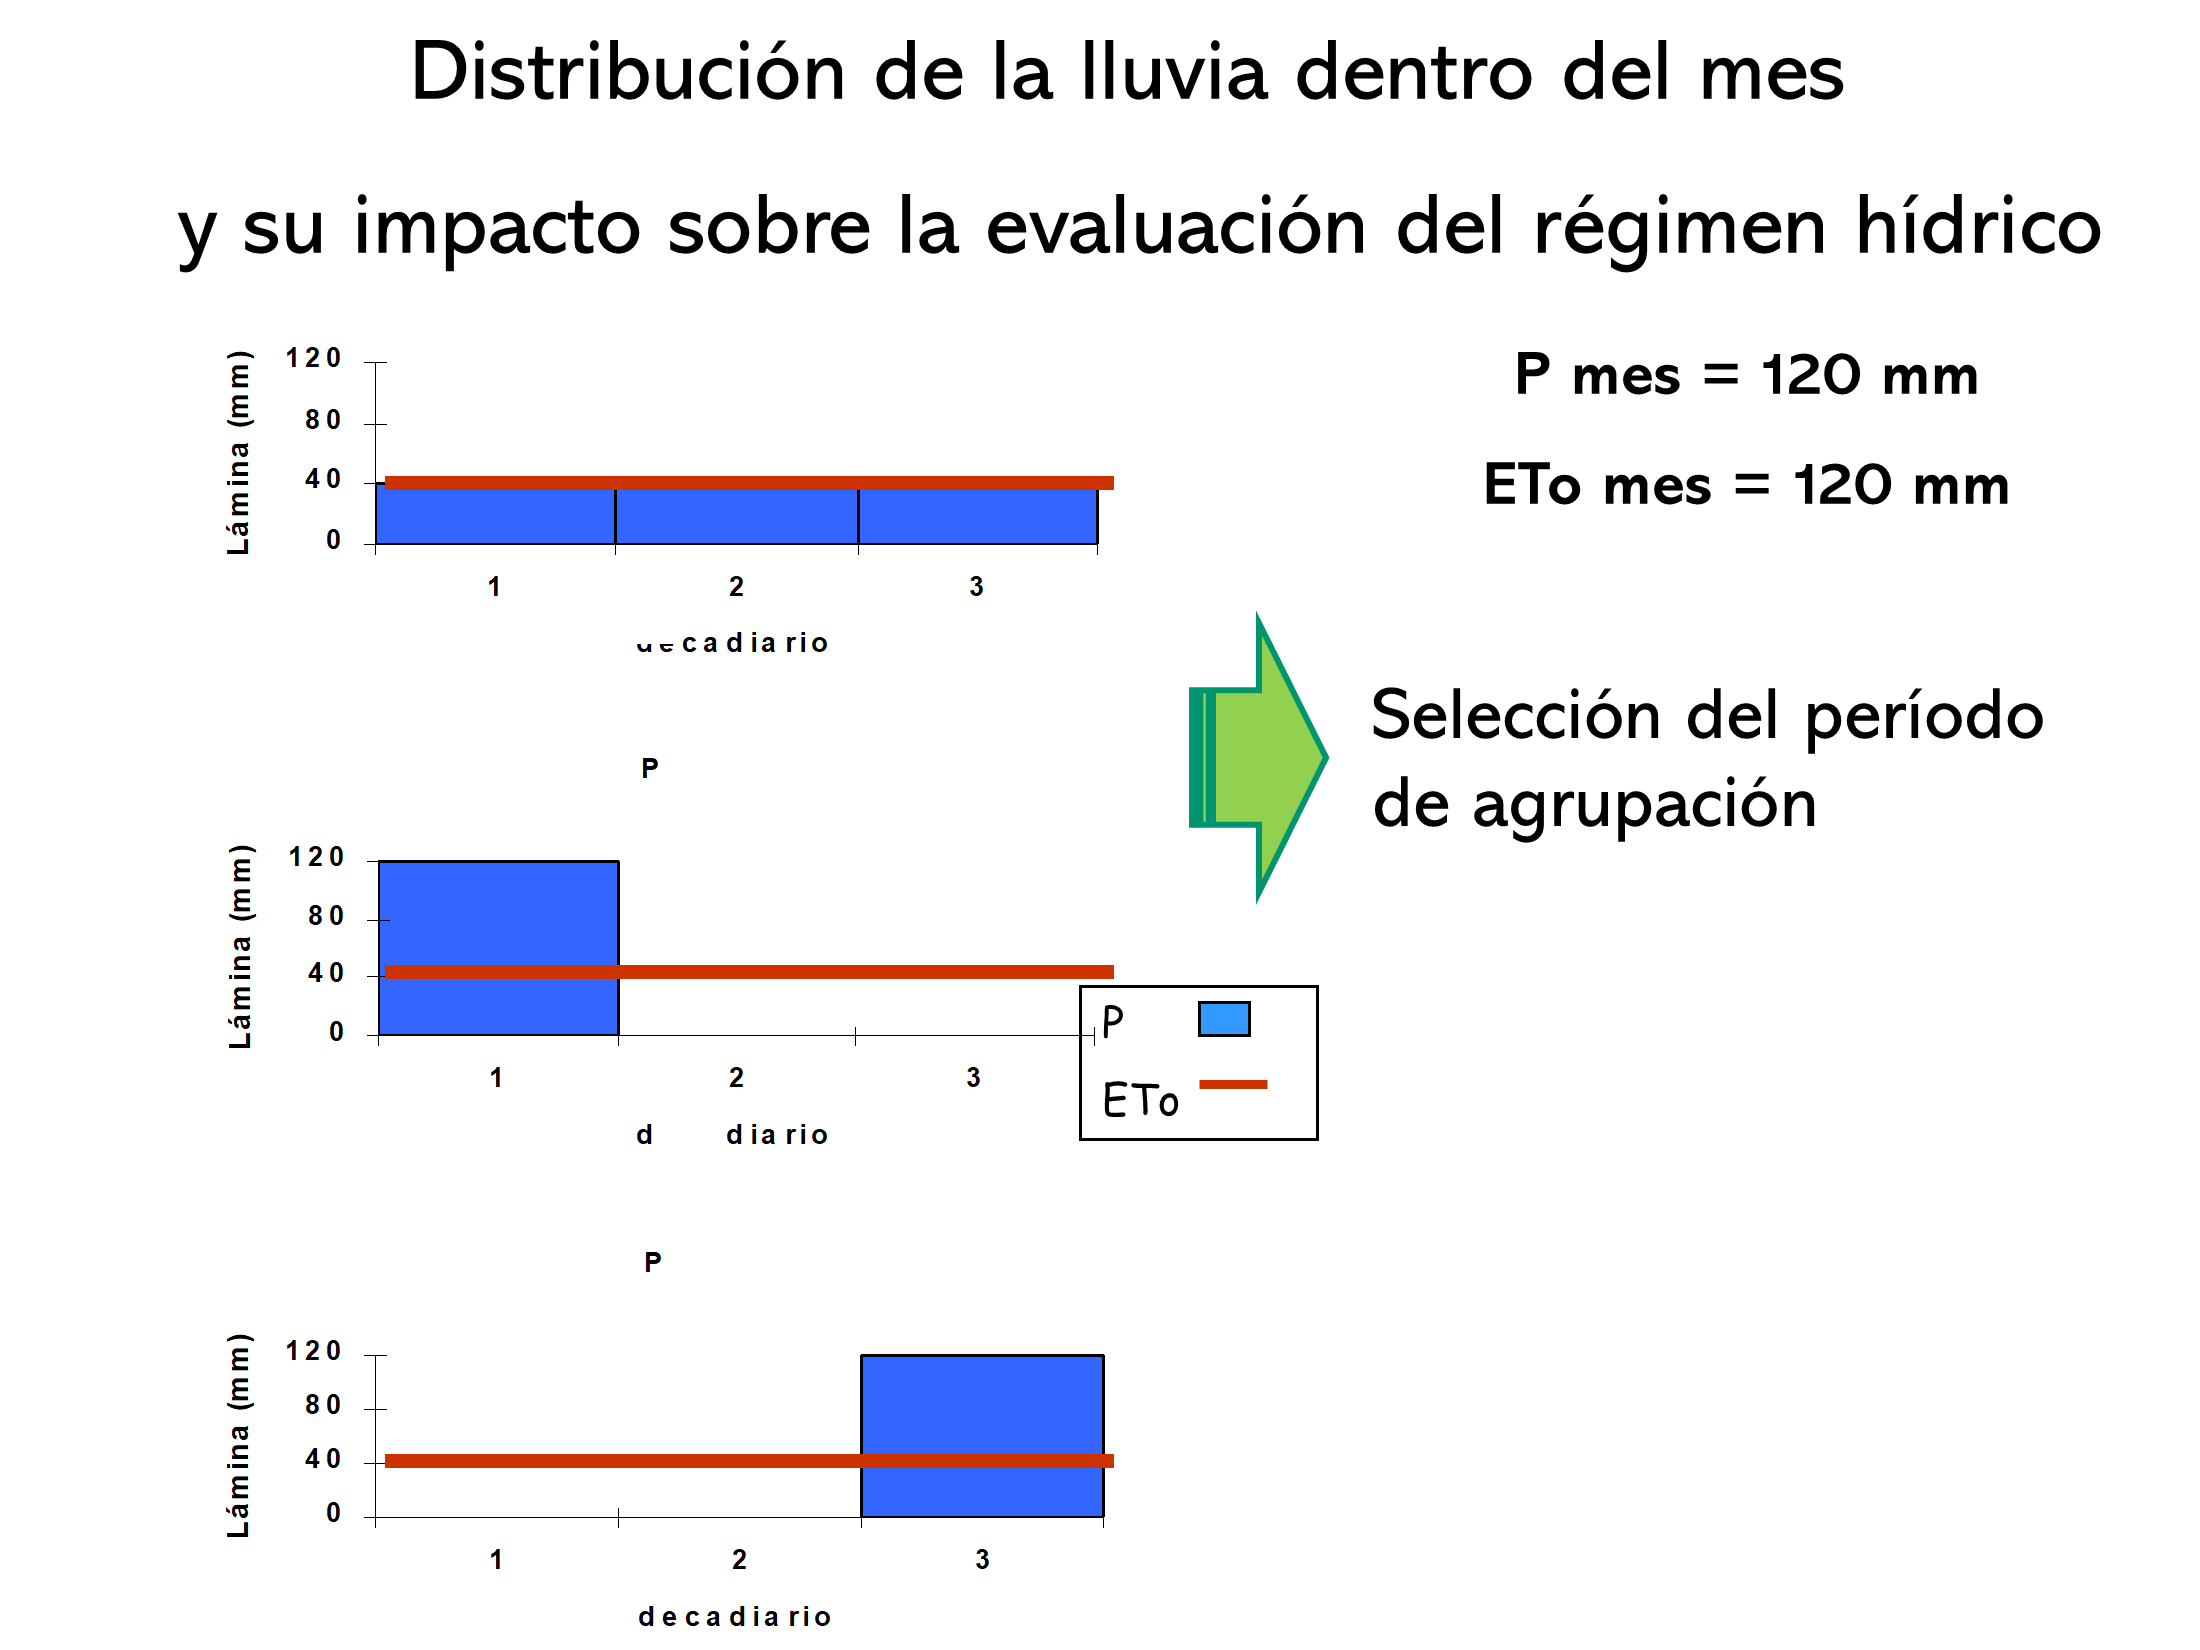 Distribución de la lluvia dentro del mes
y su impacto sobre la evaluación del régimen hídrico
Lámina (mm)
120
80
40
0
1 2 3
decadiario
P mes = 120 mm
ETo mes = 120 mm
Selección del período
de agrupación
P
Lámina (mm)
120
80
40
0
1 2 3
d diario
P
ETo
P
Lámina (mm)
120
80
40
0
1 2 3
decadiario